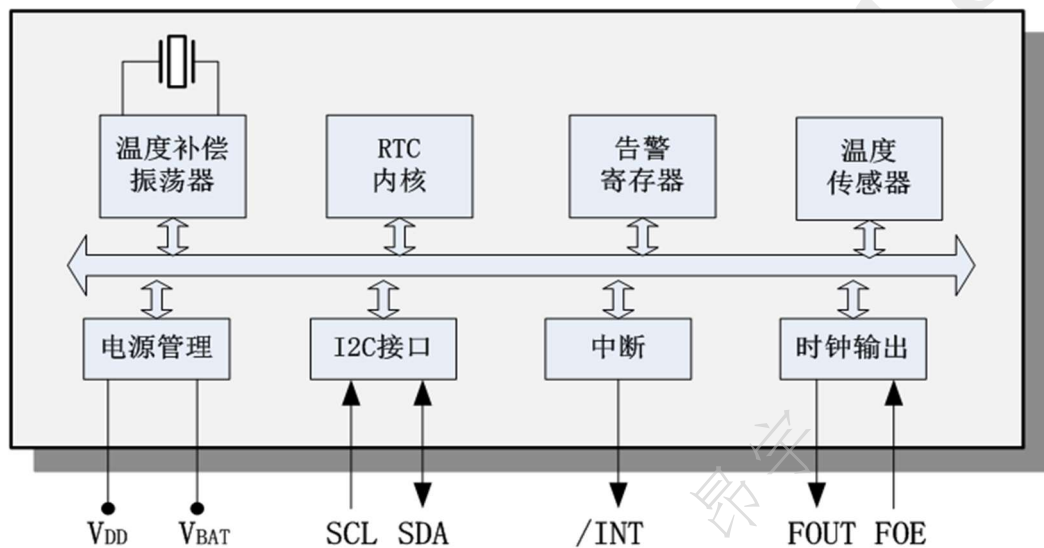 温度补偿
振荡器
RTC
内核
告警
寄存器
温度
传感器
电源管理
I2C接口
中断
时钟输出
VDD
VBAT
SCL
SDA
/INT
FOUT
FOE
昂宇